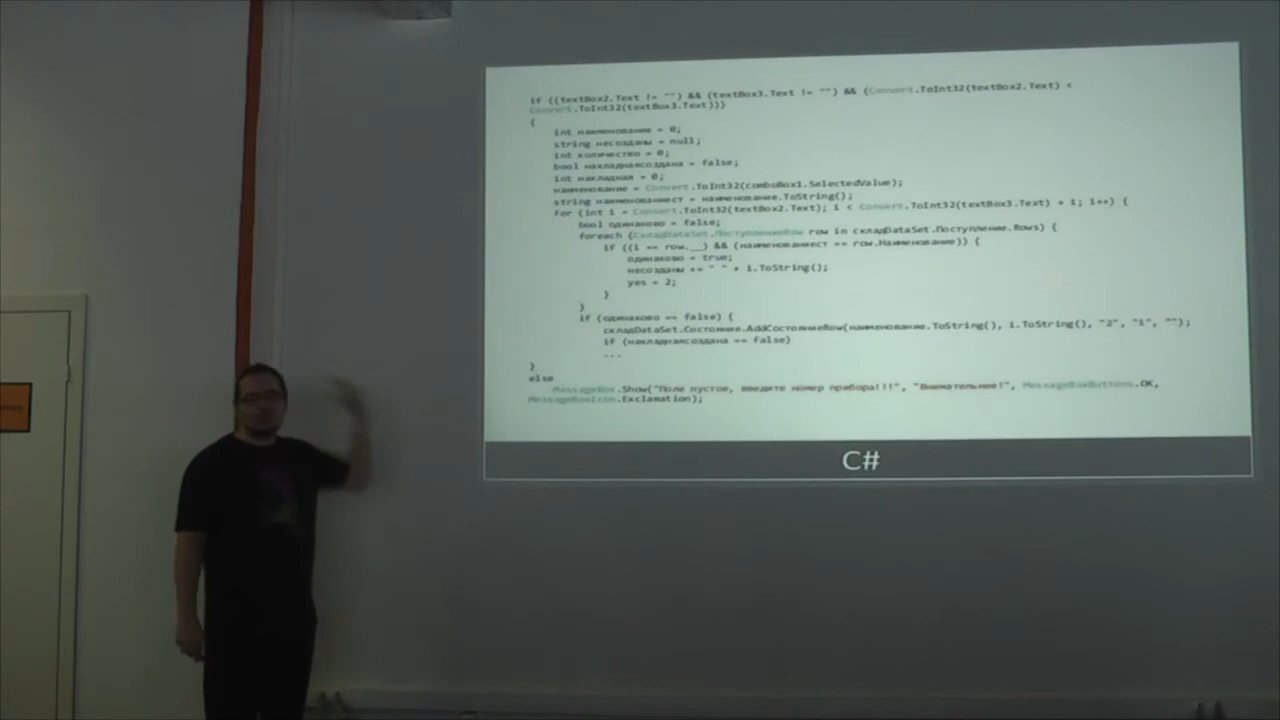 if ((textBox2.Text != "") && (textBox3.Text != "") && (Convert.ToInt32(textBox2.Text) <
Convert.ToInt32(textBox3.Text)))
{
int наименование = 0;
string несозданы = null;
int количество = 0;
bool накладнаясоздана = false;
int накладная = 0;
наименование = Convert.ToInt32(comboBox1.SelectedValue);
string наименованиест = наименование.ToString();
for (int i = Convert.ToInt32(textBox2.Text); i < Convert.ToInt32(textBox3.Text) + 1; i++) {
bool одинаково = false;
foreach (СкладDataSet.ПоступлениеRow row in складDataSet.Поступление.Rows) {
if ((i == row.__) && (наименованиест == row.Наименование)) {
одинаково = true;
несозданы += " " + i.ToString();
yes = 2;
}
}
if (одинаково == false) {
складDataSet.Состояние.AddСостояниеRow(наименование.ToString(), i.ToString(), "2", "1", "");
if (накладнаясоздана == false)
...
}
else
MessageBox.Show("Поле пустое, введите номер прибора!!!", "Внимательнее!", MessageBoxButtons.OK,
MessageBoxIcon.Exclamation);
C#